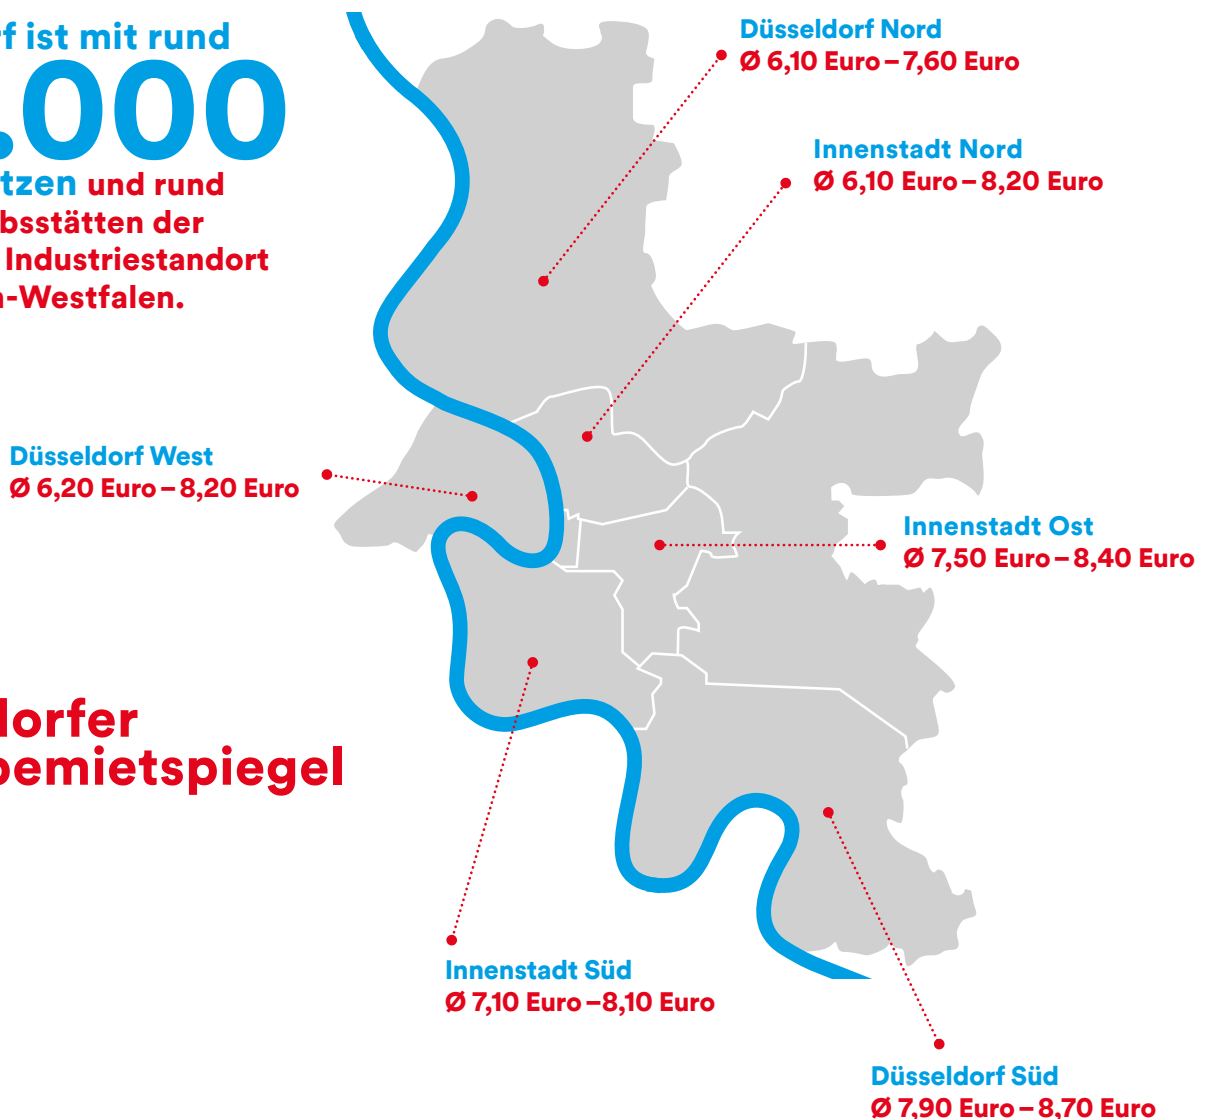 rf ist mit rund
.000
tzen und rund
bsstätten der
Industriestandort
n-Westfalen.
Düsseldorf Nord
Ø 6,10 Euro – 7,60 Euro
Innenstadt Nord
Ø 6,10 Euro – 8,20 Euro
Düsseldorf West
Ø 6,20 Euro – 8,20 Euro
Innenstadt Ost
Ø 7,50 Euro – 8,40 Euro
dorfer
bemietspiegel
Innenstadt Süd
Ø 7,10 Euro – 8,10 Euro
Düsseldorf Süd
Ø 7,90 Euro – 8,70 Euro